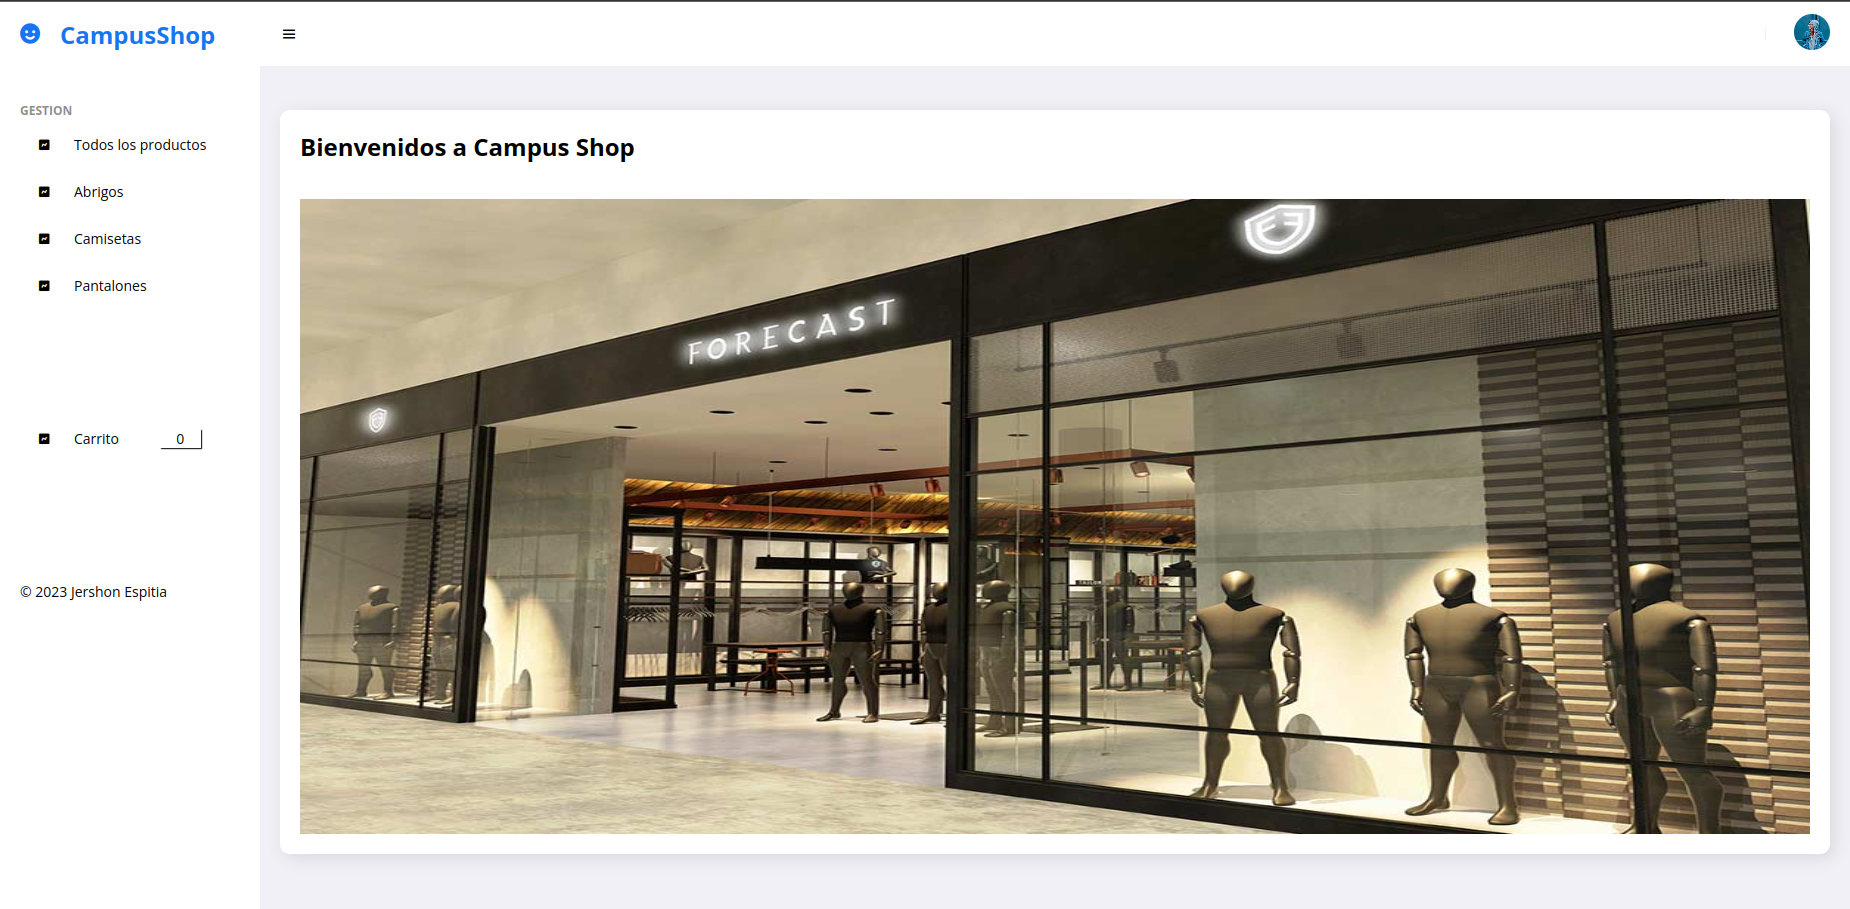 CampusShop
GESTION
Todos los productos
Abrigos
Camisetas
Pantalones
Carrito 0
© 2023 Jershon Espitia
Bienvenidos a Campus Shop
FORECAST